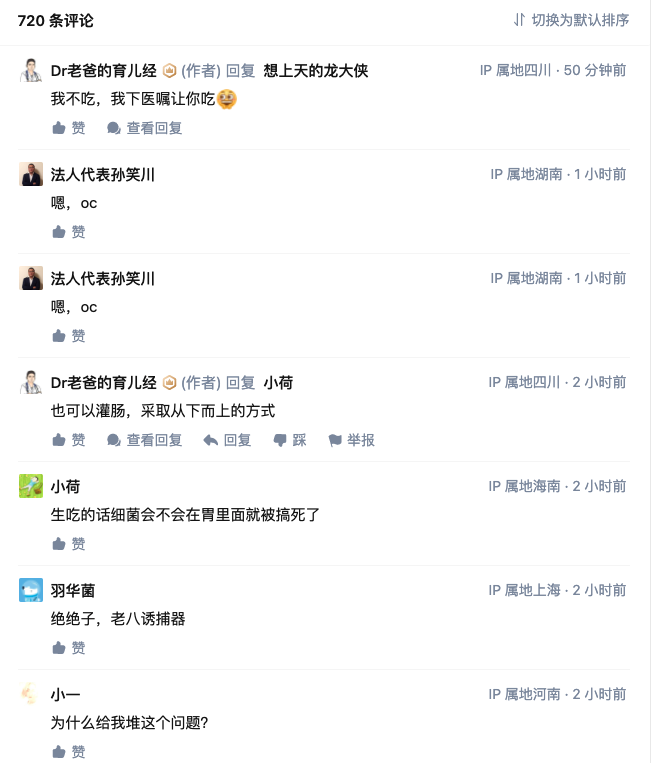 720 条评论 切换为默认排序
Dr老爸的育儿经 (作者) 回复 想上天的龙大侠 IP 属地四川 · 50 分钟前
我不吃，我下医嘱让你吃
赞 查看回复
法人代表孙笑川 IP 属地湖南 · 1 小时前
嗯，oc
赞
法人代表孙笑川 IP 属地湖南 · 1 小时前
嗯，oc
赞
Dr老爸的育儿经 (作者) 回复 小荷 IP 属地四川 · 2 小时前
也可以灌肠，采取从下而上的方式
赞 查看回复 回复 踩 举报
小荷 IP 属地海南 · 2 小时前
生吃的话细菌会不会在胃里面就被搞死了
赞
羽华菌 IP 属地上海 · 2 小时前
绝绝子，老八诱捕器
赞
小一 IP 属地河南 · 2 小时前
为什么给我堆这个问题?
赞